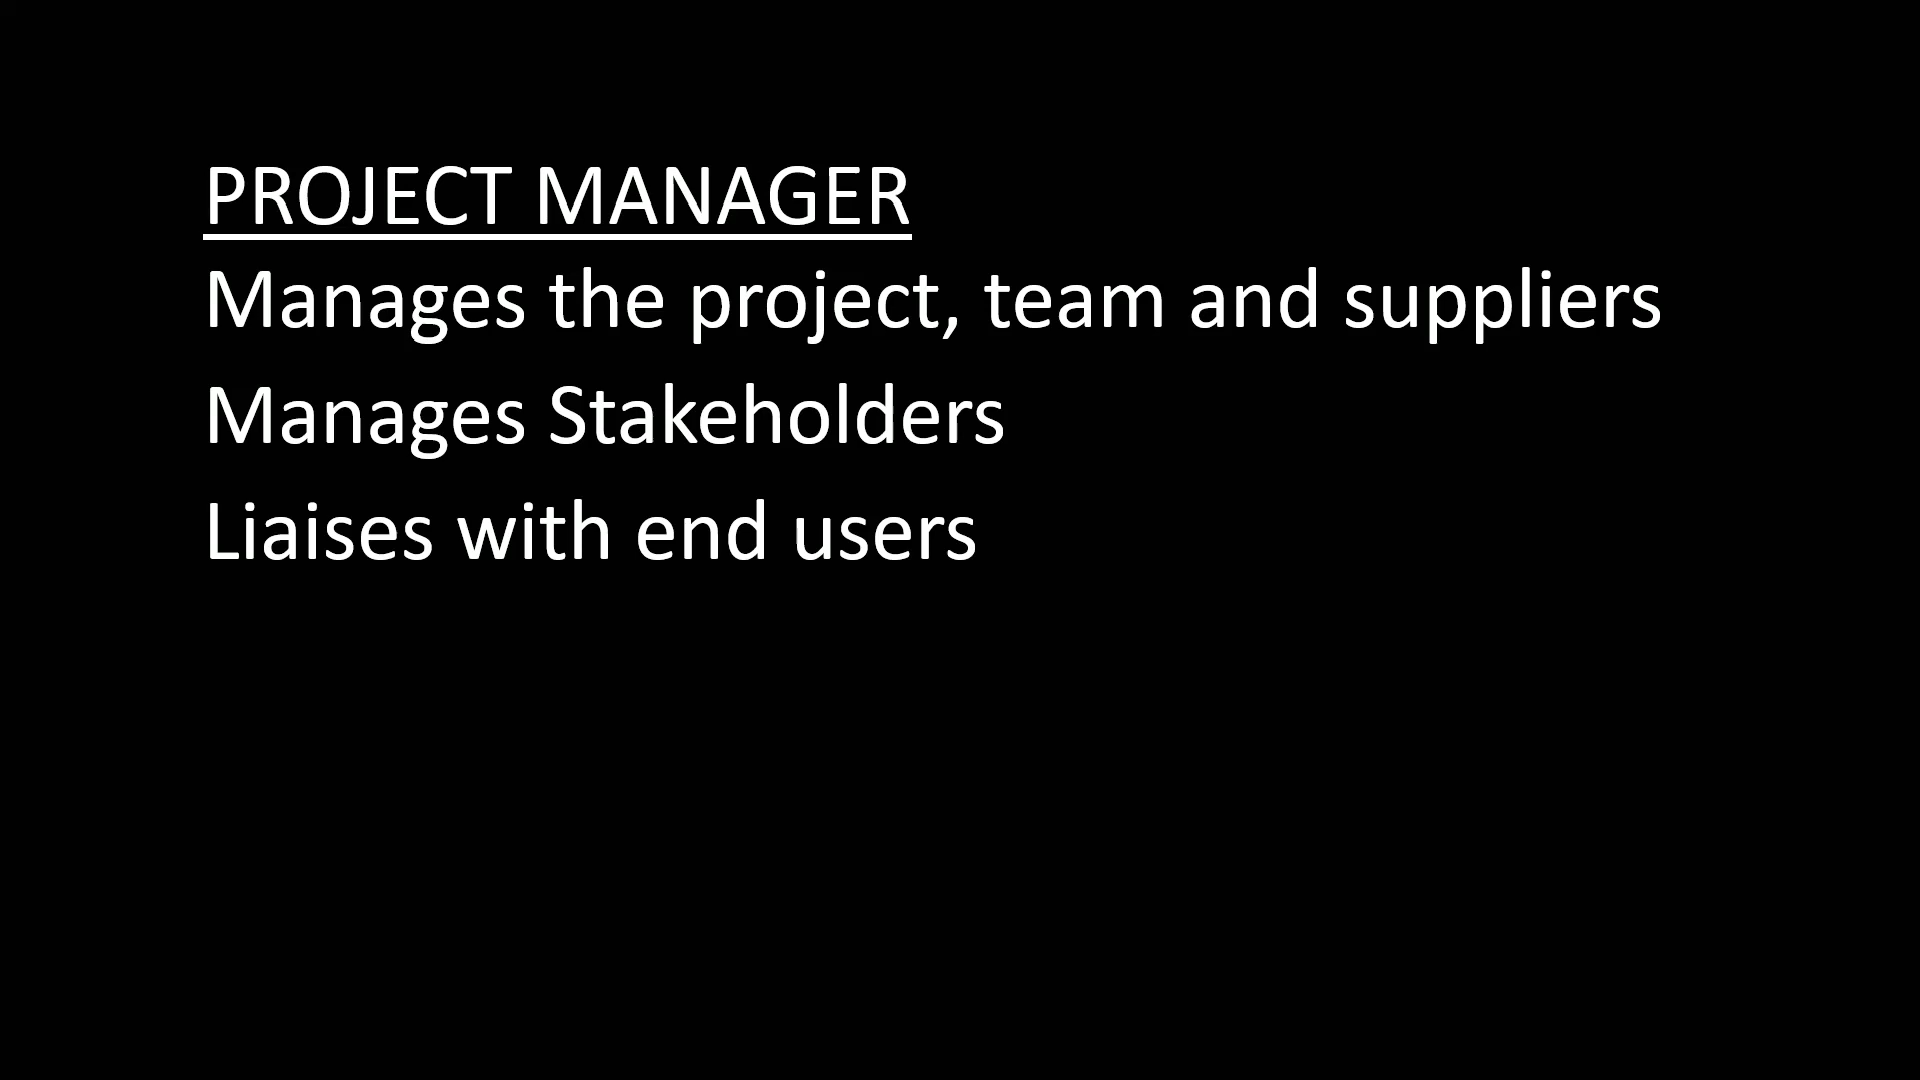 PROJECT MANAGER
Manages the project, team and suppliers
Manages Stakeholders
Liaises with end users